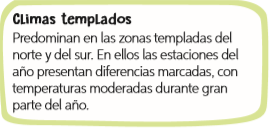 Climas templados
Predominan en las zonas templadas del
norte y del sur. En ellos las estaciones del
año presentan diferencias marcadas, con
temperaturas moderadas durante gran
parte del año.